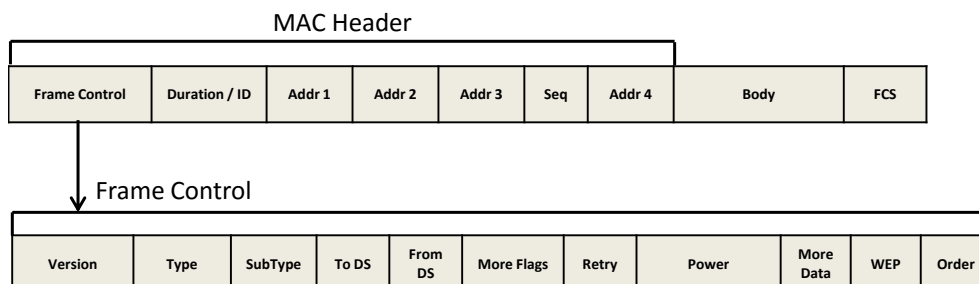 MAC Header
Frame Control Duration / ID Addr 1 Addr 2 Addr 3 Seq Addr 4 Body FCS
Frame Control
Version Type SubType To DS From DS More Flags Retry Power More Data WEP Order